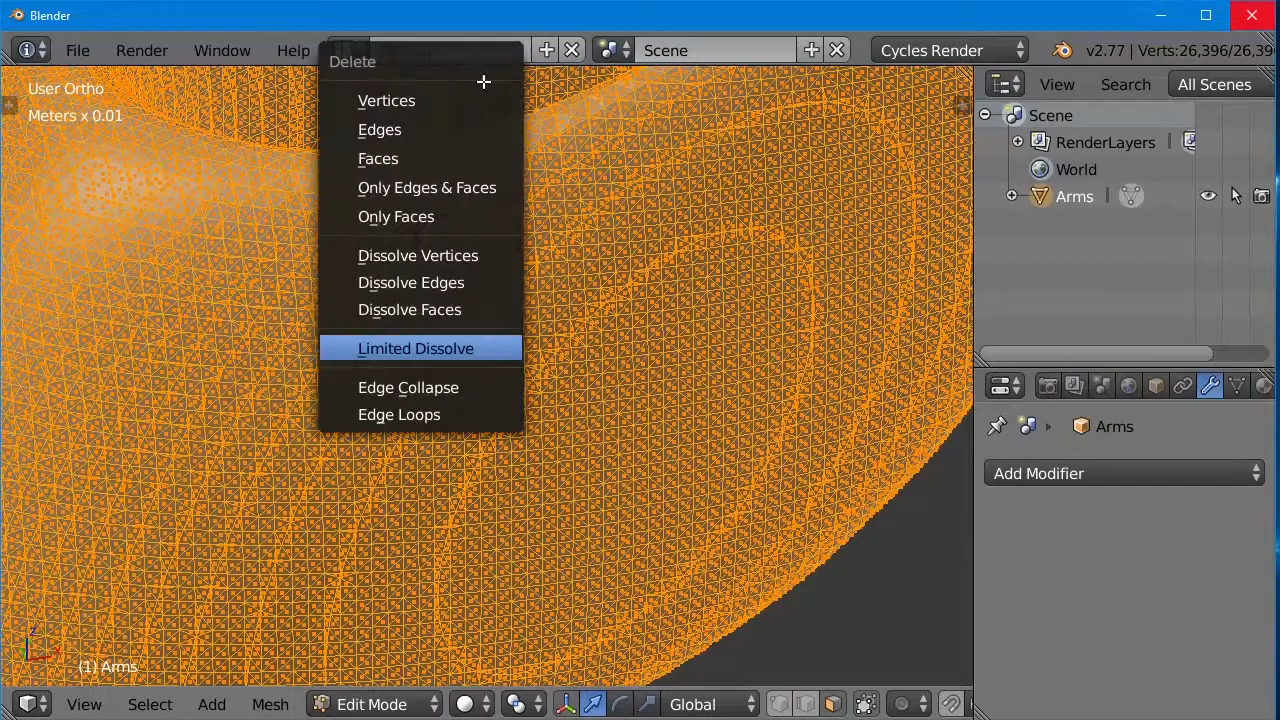 Blender
File Render Window Help Scene Cycles Render v2.77 | Verts:26,396/26,39
Delete
Vertices
Edges
Faces
Only Edges & Faces
Only Faces
Dissolve Vertices
Dissolve Edges
Dissolve Faces
Limited Dissolve
Edge Collapse
Edge Loops
User Ortho
Meters x 0.01
(1) Arms
View Search All Scenes
Scene
RenderLayers
World
Arms
Arms
Add Modifier
View Select Add Mesh Edit Mode Global